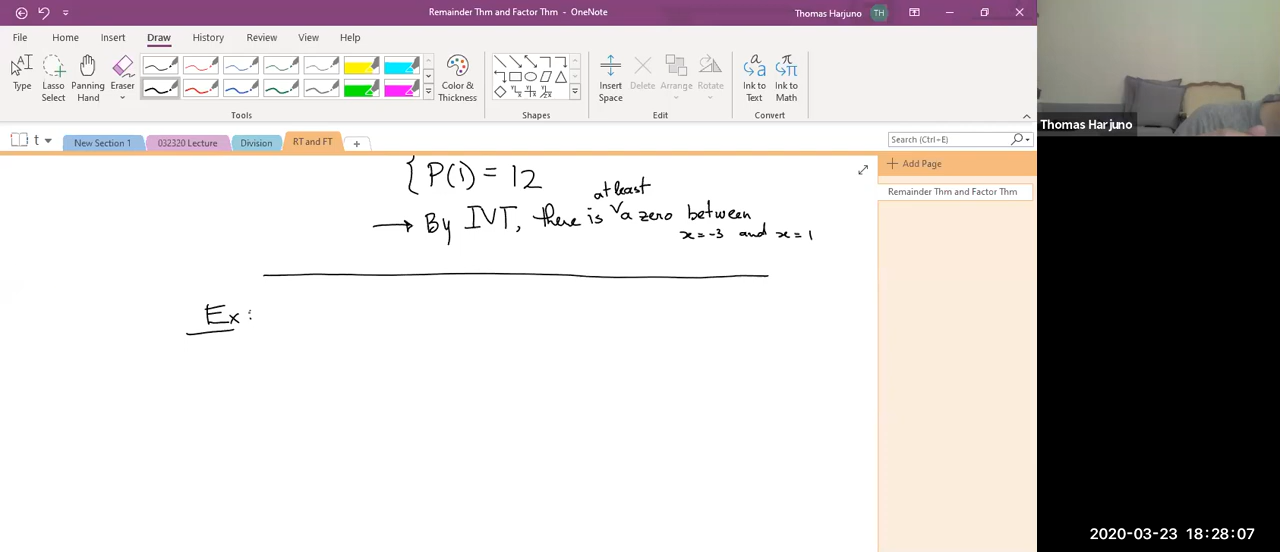 Remainder Thm and Factor Thm - OneNote
Thomas Harjuno TH
File Home Insert Draw History Review View Help
Type Lasso Select Panning Hand Eraser Color & Thickness Insert Space Delete Arrange Rotate Ink to Text Ink to Math
Tools Shapes Edit Convert
t New Section 1 032320 Lecture Division RT and FT + Search (Ctrl+E)
Add Page
Remainder Thm and Factor Thm
Thomas Harjuno
{ P(1) = 12
at least
→ By IVT, there is ∨ a zero between
x = -3 and x = 1
Ex:
2020-03-23 18:28:07